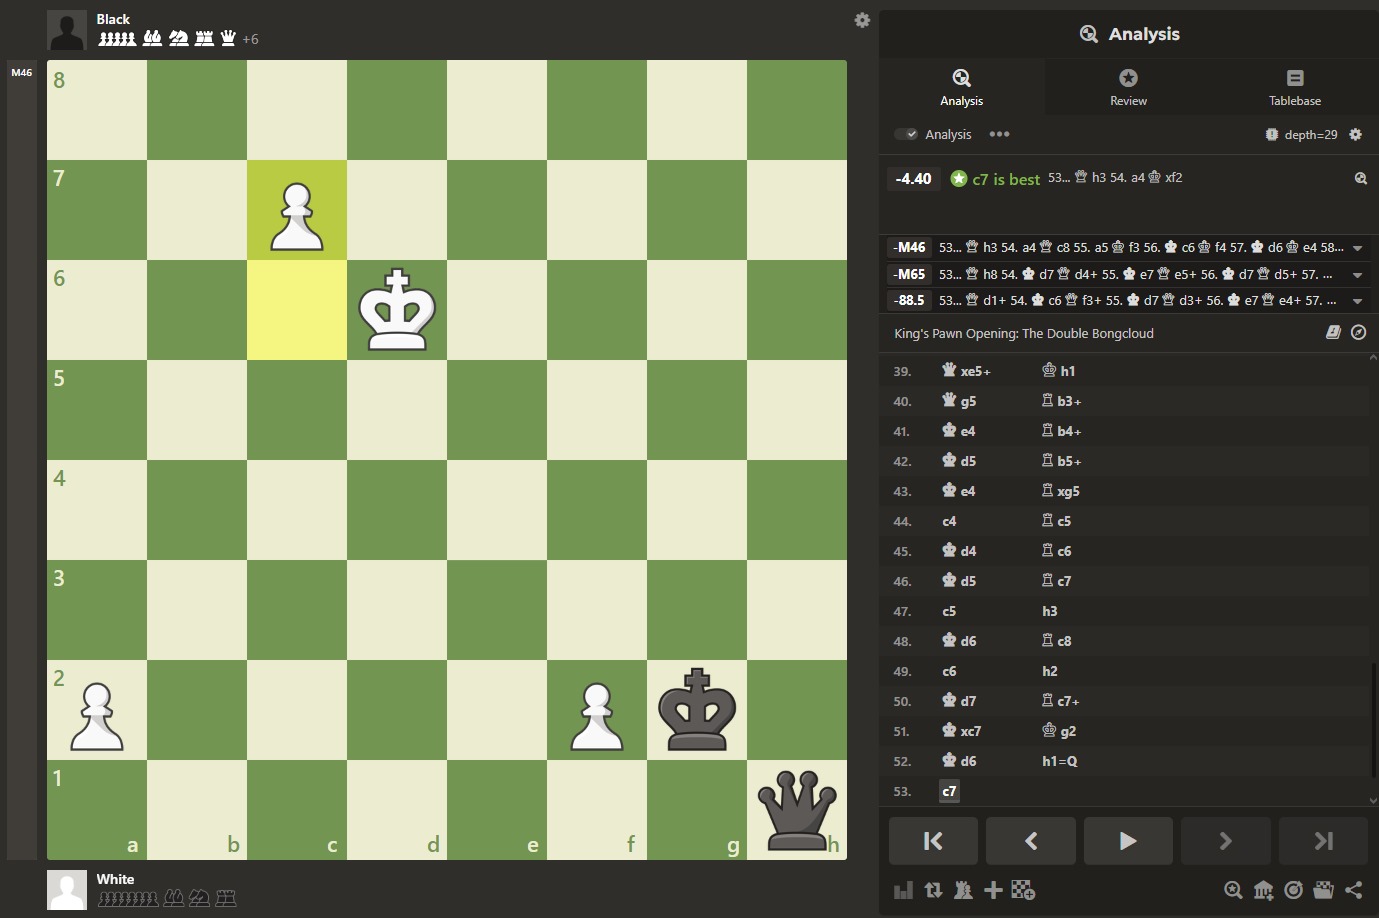 Black
+6
M46
8
7
6
5
4
3
2
1
a b c d e f g h
White
Analysis
Analysis Review Tablebase
Analysis depth=29
-4.40 c7 is best 53... h3 54. a4 xf2
-M46 53... h3 54. a4 c8 55. a5 f3 56. c6 f4 57. d6 e4 58...
-M65 53... h8 54. d7 d4+ 55. e7 e5+ 56. d7 d5+ 57. ...
-88.5 53... d1+ 54. c6 f3+ 55. d7 d3+ 56. e7 e4+ 57. ...
King's Pawn Opening: The Double Bongcloud
39. xe5+ h1
40. g5 b3+
41. e4 b4+
42. d5 b5+
43. e4 xg5
44. c4 c5
45. d4 c6
46. d5 c7
47. c5 h3
48. d6 c8
49. c6 h2
50. d7 c7+
51. xc7 g2
52. d6 h1=Q
53. c7